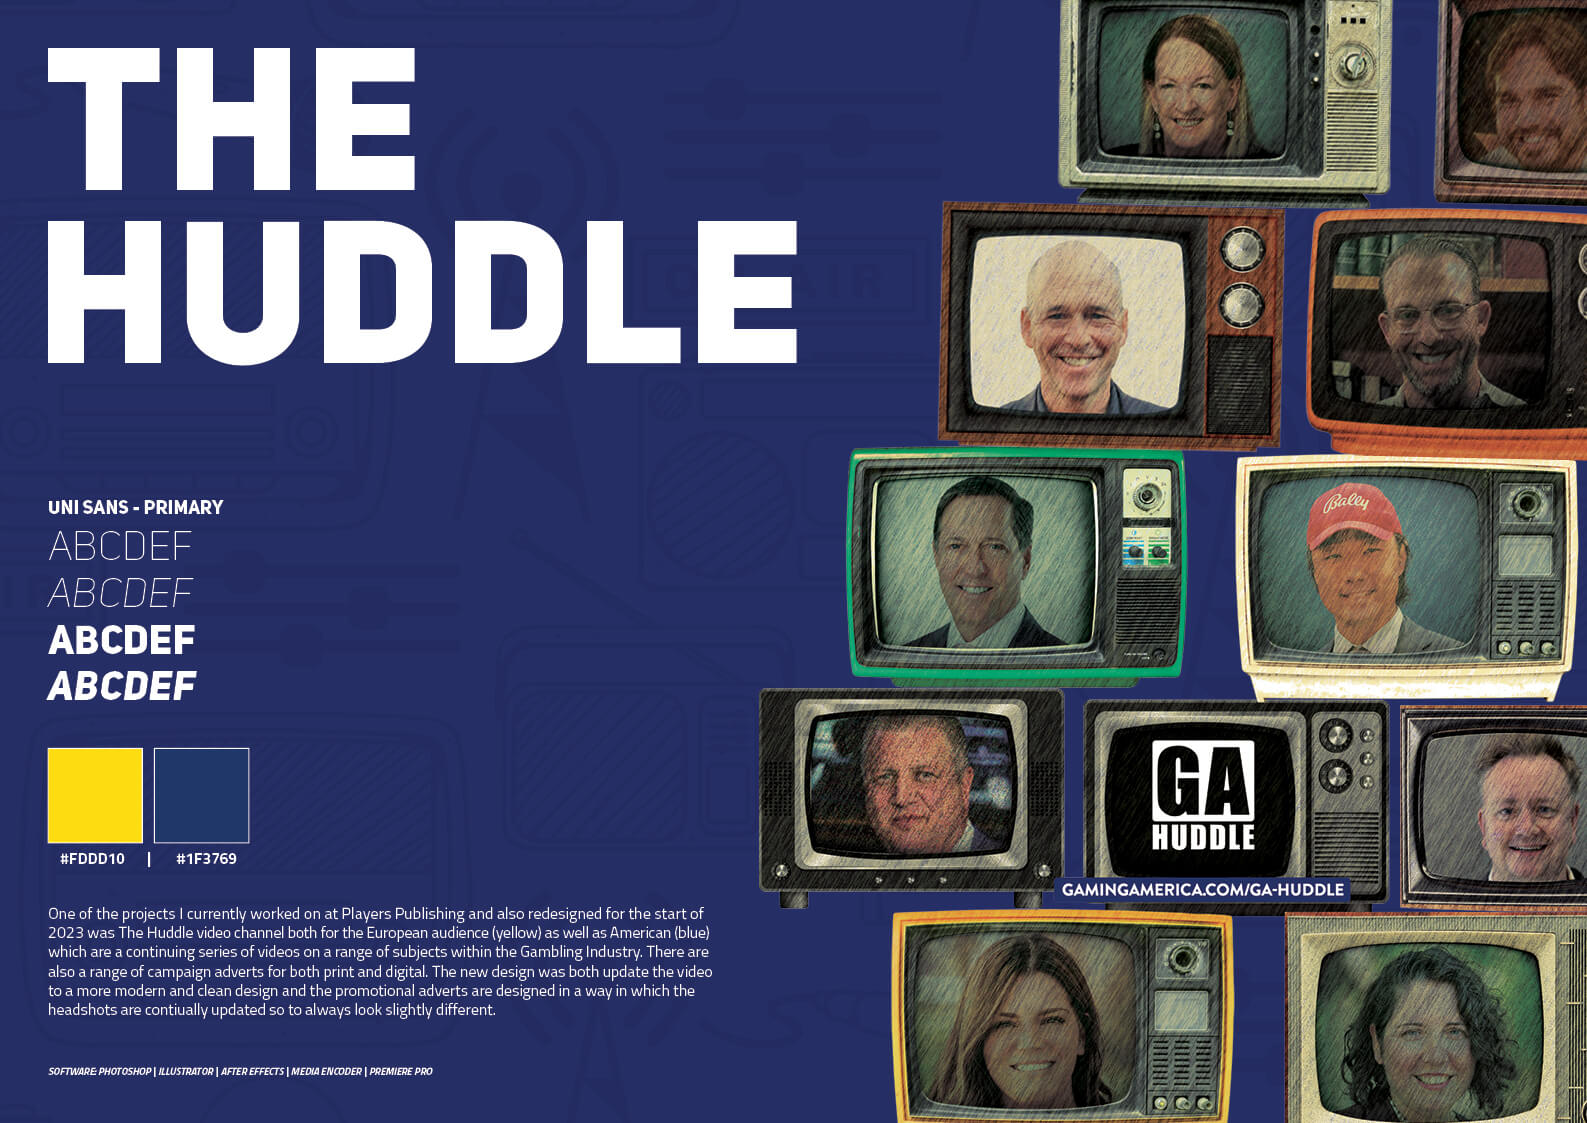 THE
HUDDLE
UNI SANS - PRIMARY
ABCDEF
ABCDEF
ABCDEF
ABCDEF
#FDDD10 | #1F3769
One of the projects I currently worked on at Players Publishing and also redesigned for the start of
2023 was The Huddle video channel both for the European audience (yellow) as well as American (blue)
which are a continuing series of videos on a range of subjects within the Gambling Industry. There are
also a range of campaign adverts for both print and digital. The new design was both update the video
to a more modern and clean design and the promotional adverts are designed in a way in which the
headshots are contiually updated so to always look slightly different.
SOFTWARE: PHOTOSHOP | ILLUSTRATOR | AFTER EFFECTS | MEDIA ENCODER | PREMIERE PRO
Bally
GA
HUDDLE
GAMINGAMERICA.COM/GA-HUDDLE